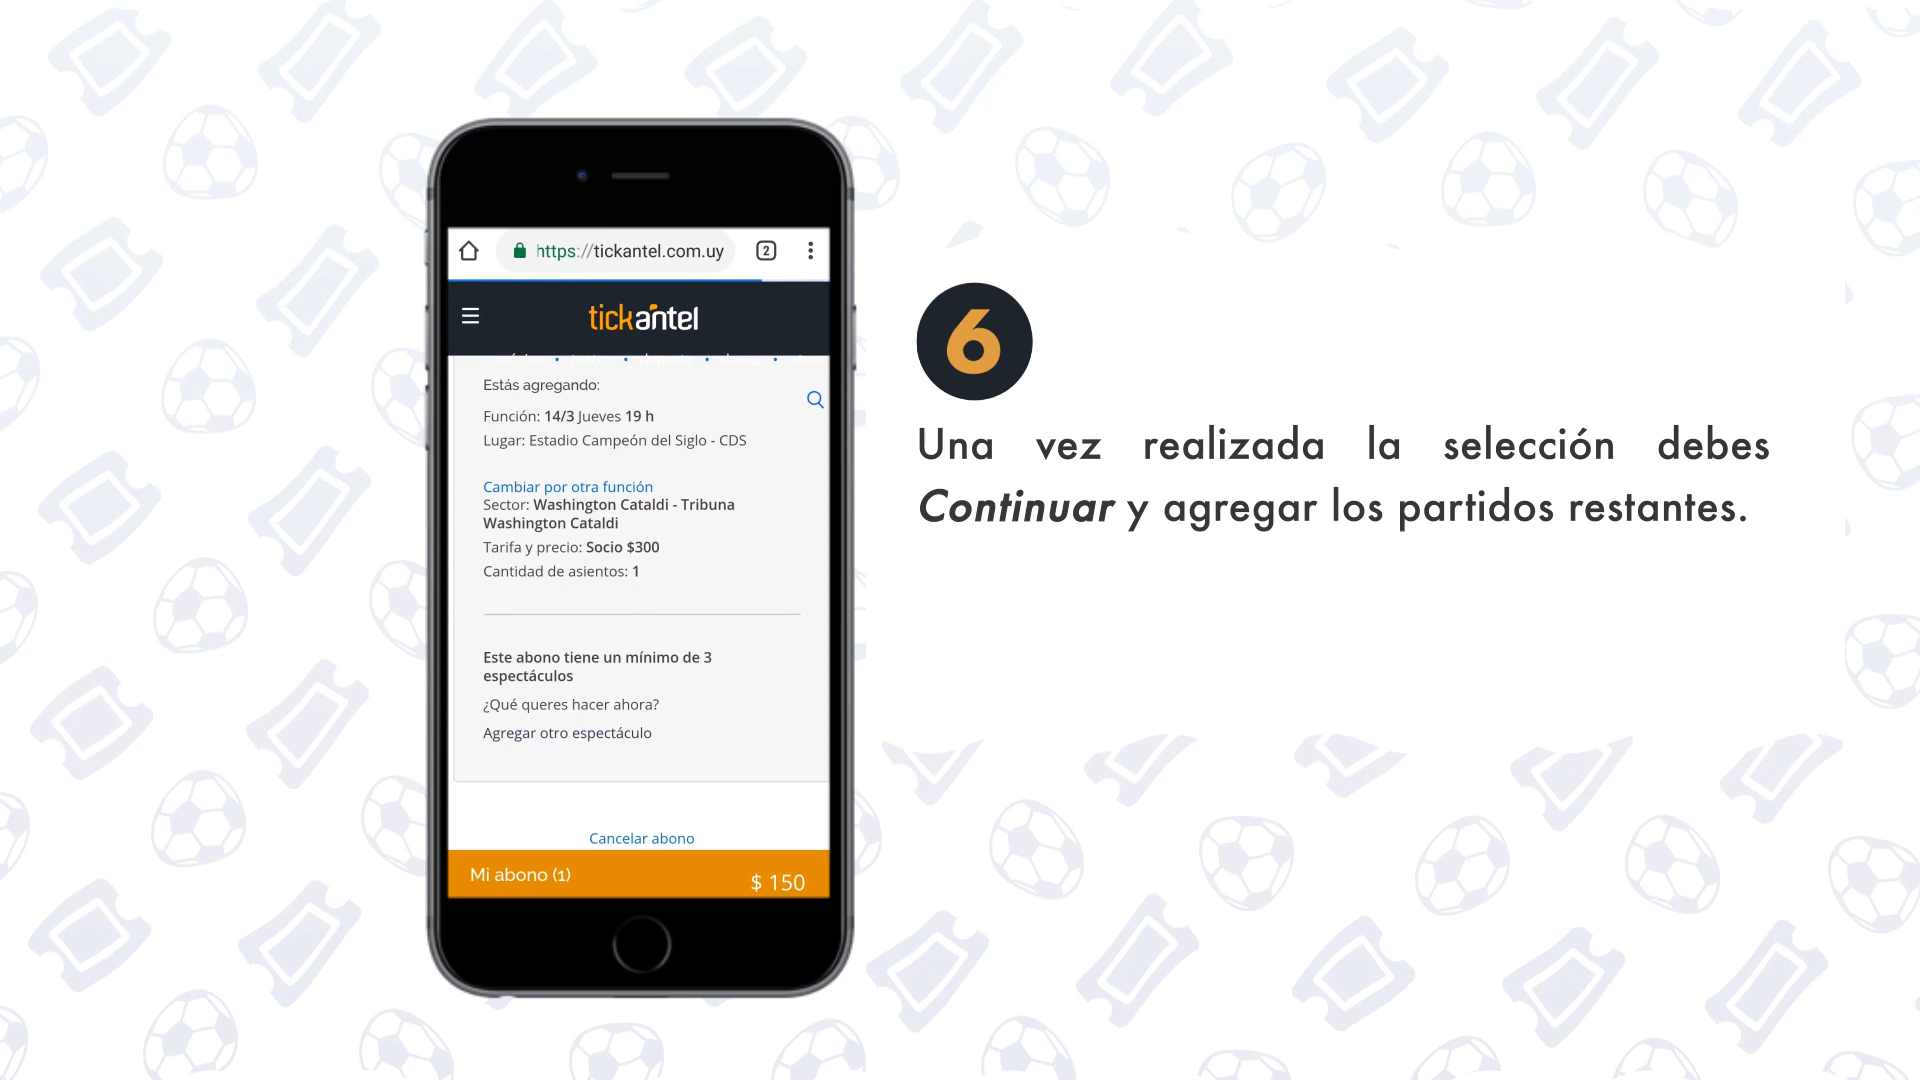 https://tickantel.com.uy
2
tickantel
Estás agregando:
Función: 14/3 Jueves 19 h
Lugar: Estadio Campeón del Siglo - CDS
Cambiar por otra función
Sector: Washington Cataldi - Tribuna
Washington Cataldi
Tarifa y precio: Socio $300
Cantidad de asientos: 1
Este abono tiene un mínimo de 3
espectáculos
¿Qué queres hacer ahora?
Agregar otro espectáculo
Cancelar abono
Mi abono (1)
$ 150
6
Una vez realizada la selección debes
Continuar y agregar los partidos restantes.